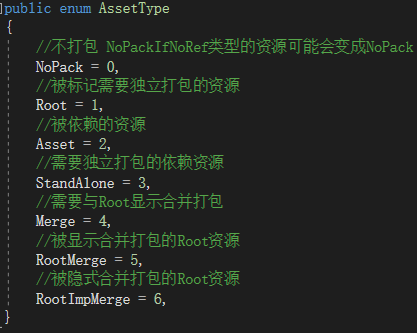 public enum AssetType
{
//不打包 NoPackIfNoRef类型的资源可能会变成NoPack
NoPack = 0,
//被标记需要独立打包的资源
Root = 1,
//被依赖的资源
Asset = 2,
//需要独立打包的依赖资源
StandAlone = 3,
//需要与Root显示合并打包
Merge = 4,
//被显示合并打包的Root资源
RootMerge = 5,
//被隐式合并打包的Root资源
RootImpMerge = 6,
}